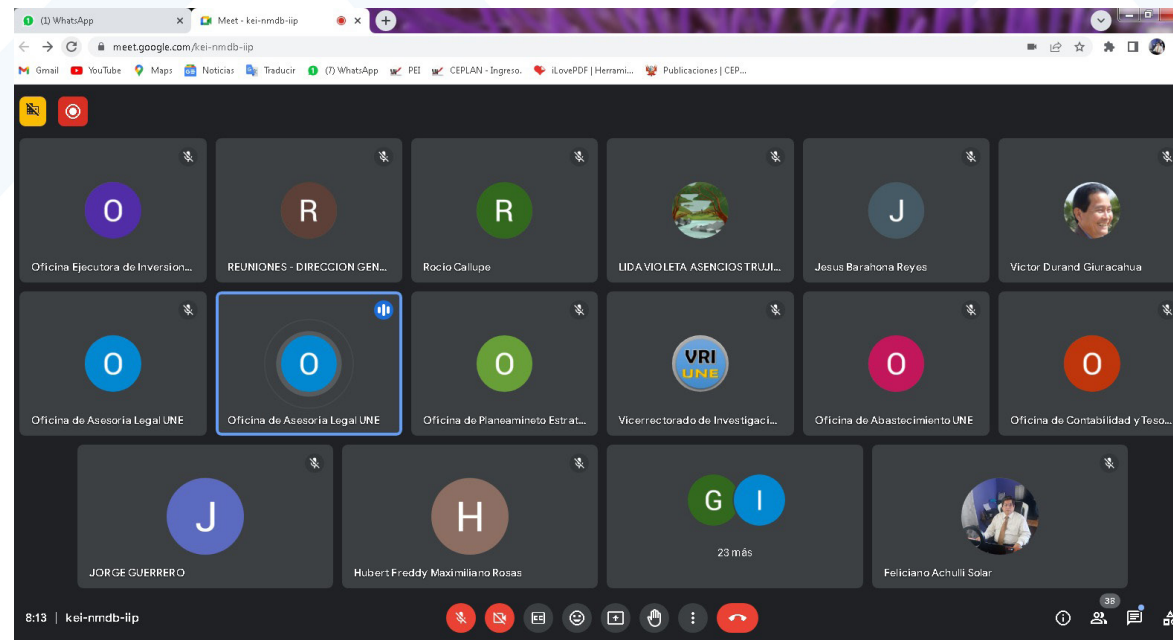 (1) WhatsApp
Meet - kei-nmdb-iip
meet.google.com/kei-nmdb-iip
Gmail YouTube Maps Noticias Traducir (7) WhatsApp PEI CEPLAN - Ingreso. iLovePDF | Herrami... Publicaciones | CEP...
O R R J
Oficina Ejecutora de Inversion... REUNIONES - DIRECCION GEN... Rocio Callupe LIDA VIOLETA ASENCIOS TRUJI... Jesus Barahona Reyes Victor Durand Giuracahua
O O O VRI UNE O O
Oficina de Asesoria Legal UNE Oficina de Asesoria Legal UNE Oficina de Planeamineto Estrat... Vicerrectorado de Investigaci... Oficina de Abastecimiento UNE Oficina de Contabilidad y Teso...
J H G I
23 más
JORGE GUERRERO Hubert Freddy Maximiliano Rosas Feliciano Achulli Solar
8:13 | kei-nmdb-iip 38